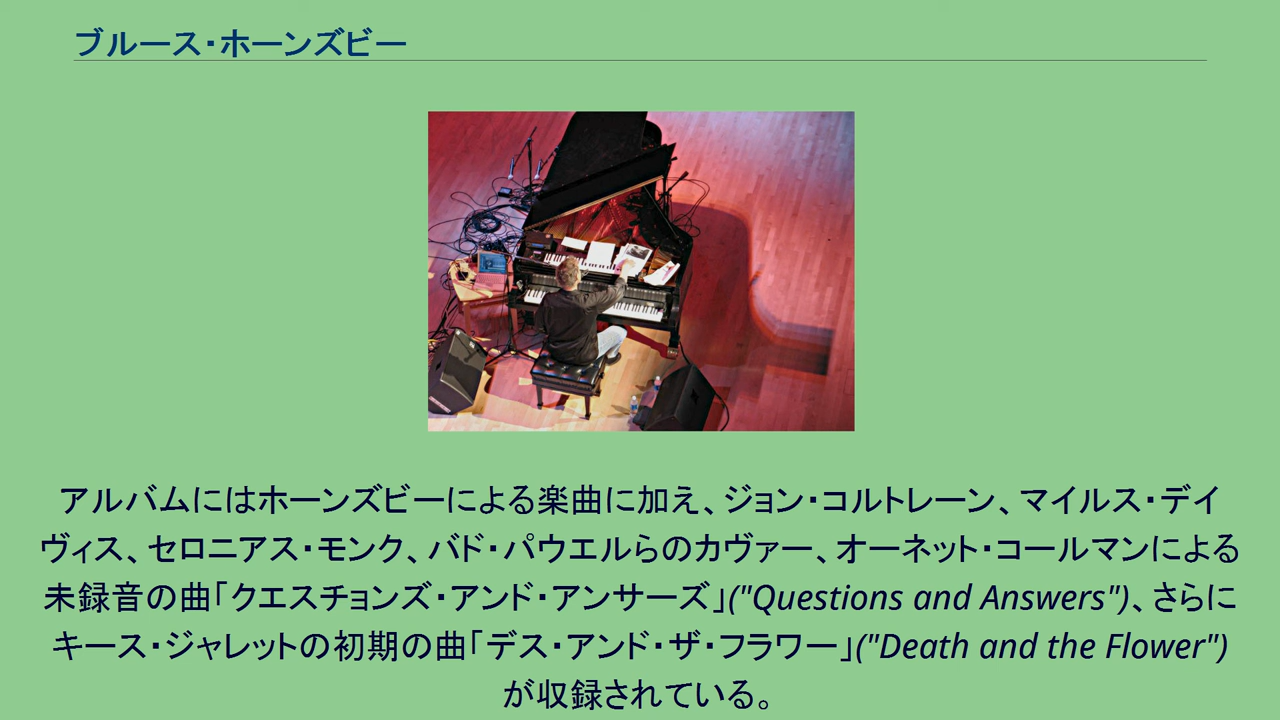 ブルース・ホーンズビー
アルバムにはホーンズビーによる楽曲に加え、ジョン・コルトレーン、マイルス・デイ
ヴィス、セロニアス・モンク、バド・パウエルらのカヴァー、オーネット・コールマンによる
未録音の曲「クエスチョンズ・アンド・アンサーズ」("Questions and Answers")、さらに
キース・ジャレットの初期の曲「デス・アンド・ザ・フラワー」("Death and the Flower")
が収録されている。